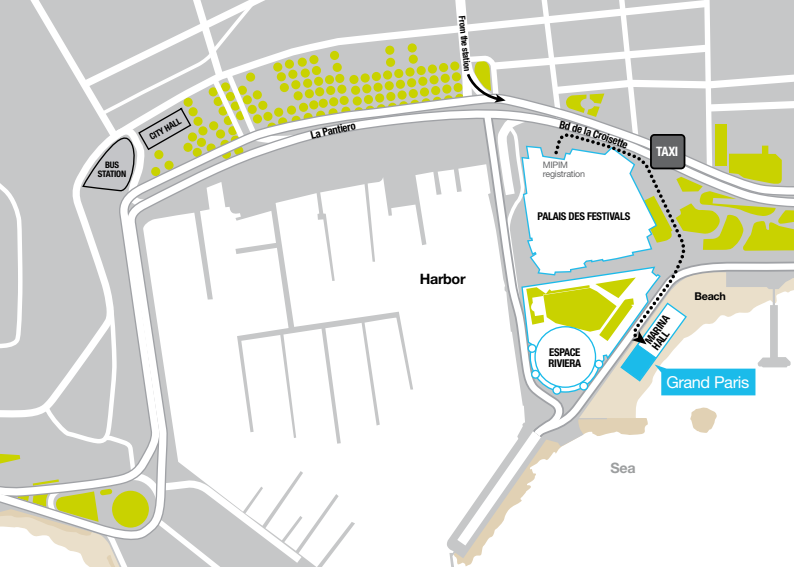 From the station
CITY HALL
BUS
STATION
La Pantiero
Bd de la Croisette
TAXI
MIPIM
registration
PALAIS DES FESTIVALS
Harbor
Beach
MARINA
HALL
ESPACE
RIVIERA
Grand Paris
Sea